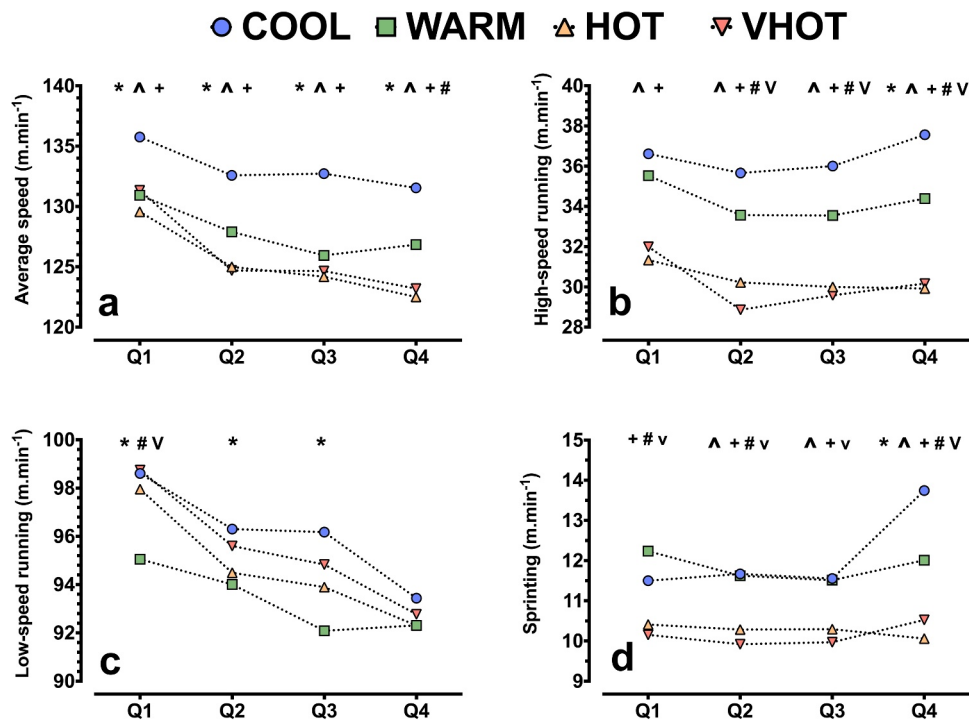 COOL WARM HOT VHOT
Average speed (m.min-1)
140
135
130
125
120
* ^ + * ^ + * ^ + * ^ + #
a
Q1 Q2 Q3 Q4
High-speed running (m.min-1)
40
38
36
34
32
30
28
^ + ^ + # V ^ + # V * ^ + # V
b
Q1 Q2 Q3 Q4
Low-speed running (m.min-1)
100
98
96
94
92
90
* # V * *
c
Q1 Q2 Q3 Q4
Sprinting (m.min-1)
15
14
13
12
11
10
9
+ # v ^ + # v ^ + v * ^ + # V
d
Q1 Q2 Q3 Q4